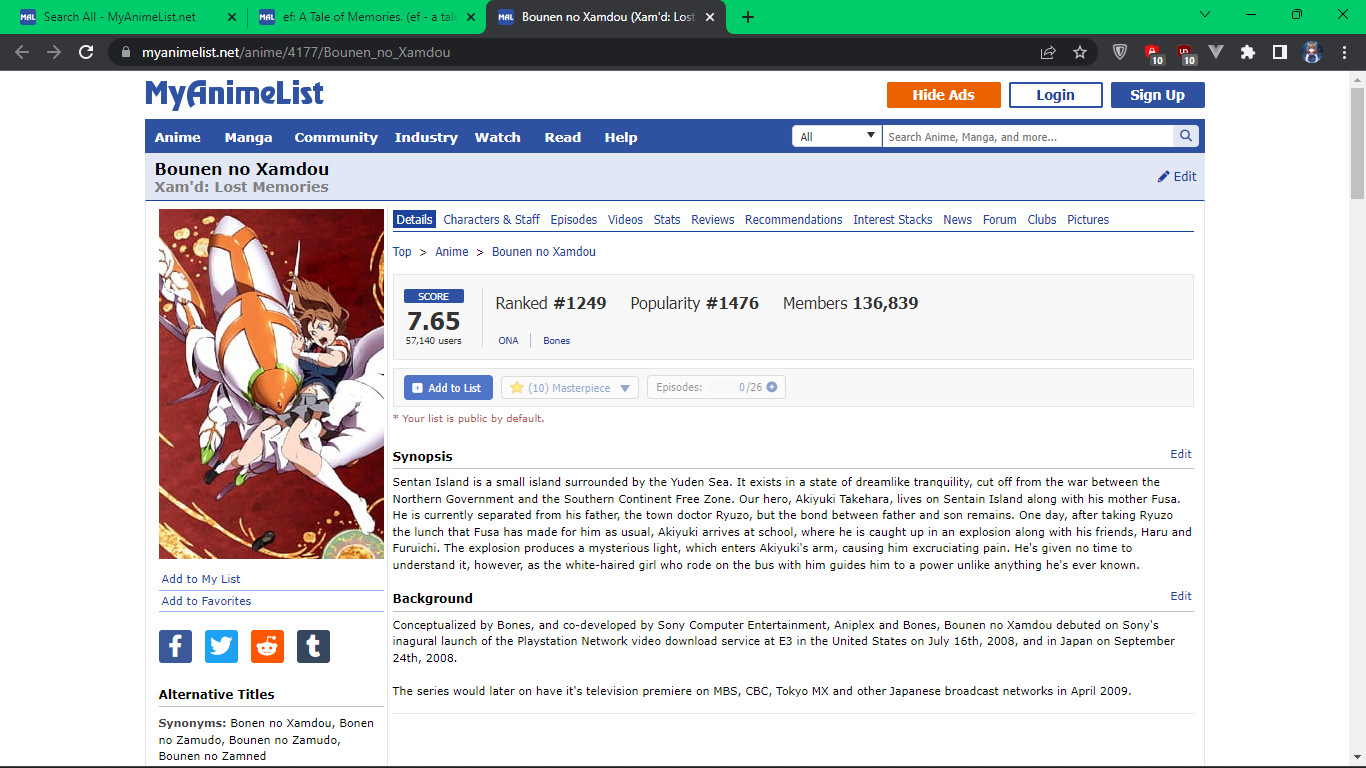 MAL Search All - MyAnimeList.net
MAL ef: A Tale of Memories. (ef - a tale
MAL Bounen no Xamdou (Xam'd: Lost
myanimelist.net/anime/4177/Bounen_no_Xamdou
10
10
MyAnimeList
Hide Ads
Login
Sign Up
Anime Manga Community Industry Watch Read Help
All
Search Anime, Manga, and more...
Bounen no Xamdou
Xam'd: Lost Memories
Edit
Details Characters & Staff Episodes Videos Stats Reviews Recommendations Interest Stacks News Forum Clubs Pictures
Top > Anime > Bounen no Xamdou
SCORE
7.65
57,140 users
Ranked #1249 Popularity #1476 Members 136,839
ONA Bones
Add to List
(10) Masterpiece
Episodes: 0/26
* Your list is public by default.
Synopsis
Edit
Sentan Island is a small island surrounded by the Yuden Sea. It exists in a state of dreamlike tranquility, cut off from the war between the
Northern Government and the Southern Continent Free Zone. Our hero, Akiyuki Takehara, lives on Sentain Island along with his mother Fusa.
He is currently separated from his father, the town doctor Ryuzo, but the bond between father and son remains. One day, after taking Ryuzo
the lunch that Fusa has made for him as usual, Akiyuki arrives at school, where he is caught up in an explosion along with his friends, Haru and
Furuichi. The explosion produces a mysterious light, which enters Akiyuki's arm, causing him excruciating pain. He's given no time to
understand it, however, as the white-haired girl who rode on the bus with him guides him to a power unlike anything he's ever known.
Background
Edit
Conceptualized by Bones, and co-developed by Sony Computer Entertainment, Aniplex and Bones, Bounen no Xamdou debuted on Sony's
inagural launch of the Playstation Network video download service at E3 in the United States on July 16th, 2008, and in Japan on September
24th, 2008.
The series would later on have it's television premiere on MBS, CBC, Tokyo MX and other Japanese broadcast networks in April 2009.
Add to My List
Add to Favorites
Alternative Titles
Synonyms: Bonen no Xamdou, Bonen
no Zamudo, Bounen no Zamudo,
Bounen no Zamned